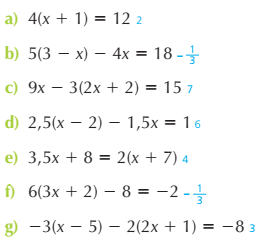 a) 4(x + 1) = 12 2
b) 5(3 − x) − 4x = 18 -1/3
c) 9x − 3(2x + 2) = 15 7
d) 2,5(x − 2) − 1,5x = 1 6
e) 3,5x + 8 = 2(x + 7) 4
f) 6(3x + 2) − 8 = −2 -1/3
g) −3(x − 5) − 2(2x + 1) = −8 3